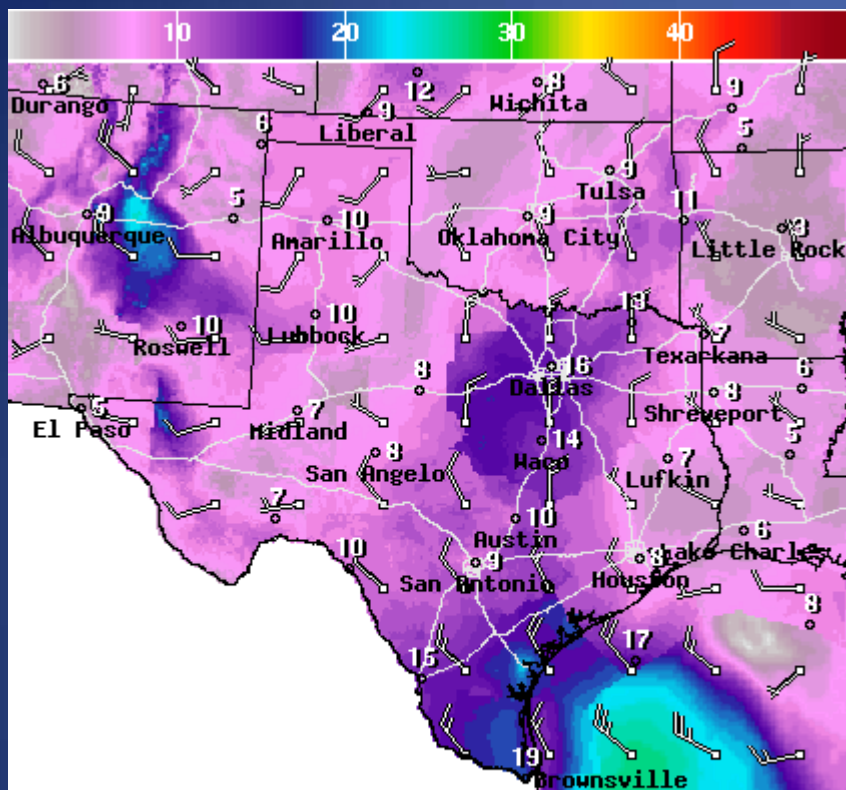 10 20 30 40
6 12 8 9
Durango Wichita
9
Liberal
6 5
9
Tulsa
9 5 10 9 11 3
Albuquerque Amarillo Oklahoma City Little Rock
10 10 13
Roswell Lubbock 7
Texarkana
16
8 Dallas 8 6
5 7 Shreveport
El Paso Midland
14 5
8 Waco 7
San Angelo Lufkin
7 10 6
Austin
10 9 8 Lake Charles
San Antonio Houston
8
15 17
19
Brownsville